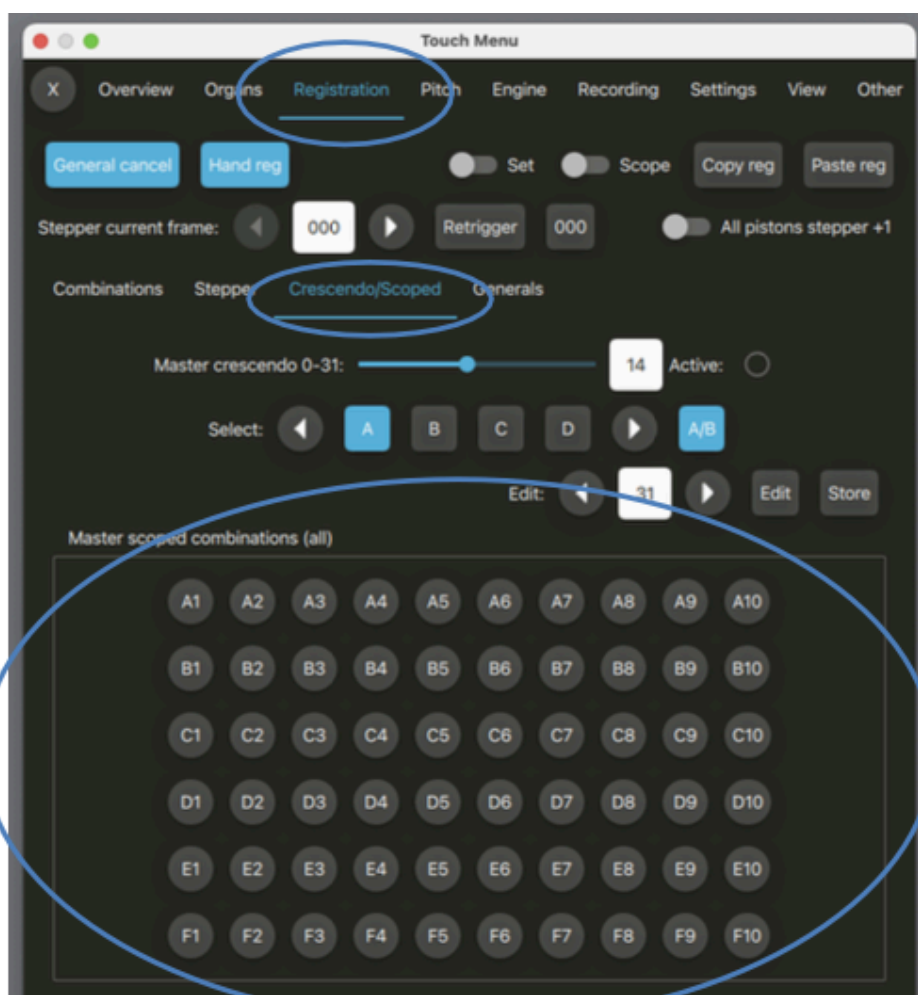 Touch Menu
X Overview Organs Registration Pitch Engine Recording Settings View Other
General cancel Hand reg Set Scope Copy reg Paste reg
Stepper current frame: 000 Retrigger 000 All pistons stepper +1
Combinations Stepper Crescendo/Scoped Generals
Master crescendo 0-31: 14 Active:
Select: A B C D A/B
Edit: 31 Edit Store
Master scoped combinations (all)
A1 A2 A3 A4 A5 A6 A7 A8 A9 A10
B1 B2 B3 B4 B5 B6 B7 B8 B9 B10
C1 C2 C3 C4 C5 C6 C7 C8 C9 C10
D1 D2 D3 D4 D5 D6 D7 D8 D9 D10
E1 E2 E3 E4 E5 E6 E7 E8 E9 E10
F1 F2 F3 F4 F5 F6 F7 F8 F9 F10